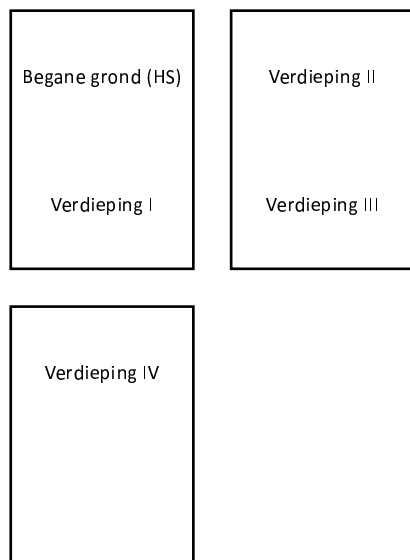 Begane grond (HS)
Verdieping I
Verdieping II
Verdieping III
Verdieping IV